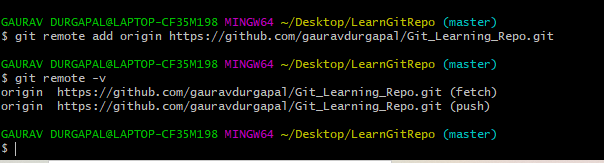 GAURAV DURGAPAL@LAPTOP-CF35M198 MINGW64 ~/Desktop/LearnGitRepo (master)
$ git remote add origin https://github.com/gauravdurgapal/Git_Learning_Repo.git
GAURAV DURGAPAL@LAPTOP-CF35M198 MINGW64 ~/Desktop/LearnGitRepo (master)
$ git remote -v
origin  https://github.com/gauravdurgapal/Git_Learning_Repo.git (fetch)
origin  https://github.com/gauravdurgapal/Git_Learning_Repo.git (push)
GAURAV DURGAPAL@LAPTOP-CF35M198 MINGW64 ~/Desktop/LearnGitRepo (master)
$